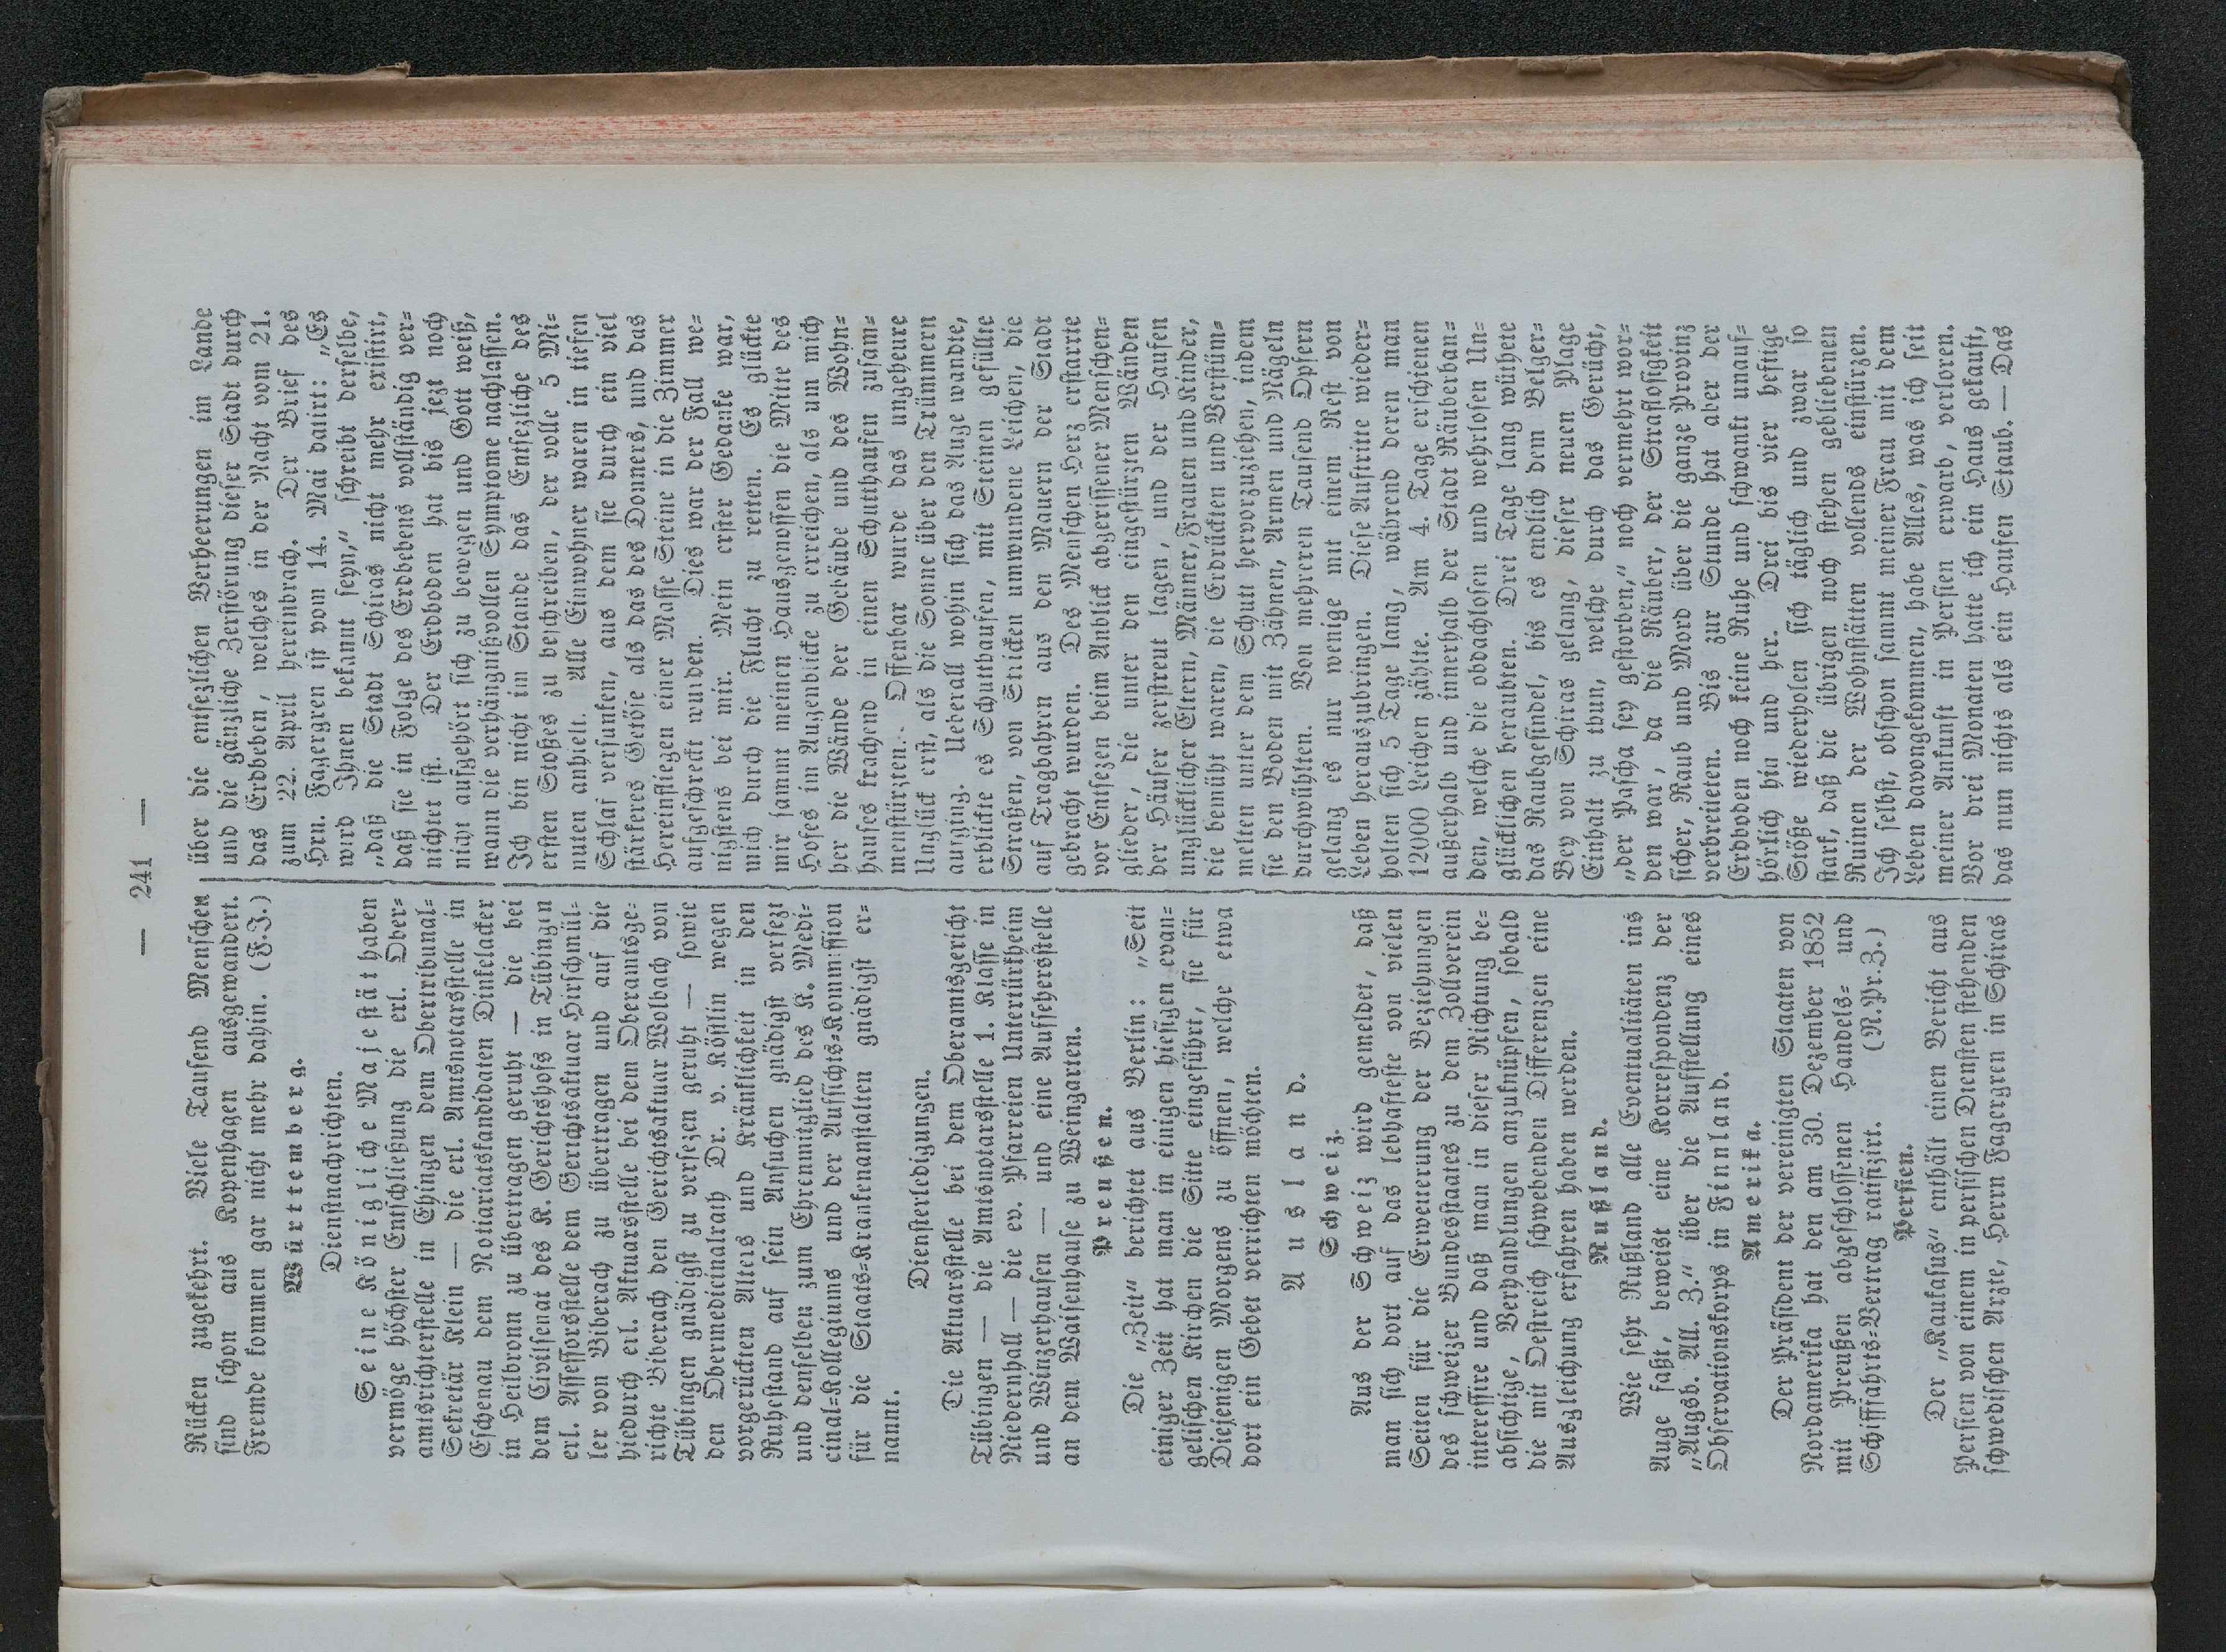 — 241 —
Rücken zugekehrt. Viele Tausend Menschen
sind schon aus Kopenhagen ausgewandert.
Fremde kommen gar nicht mehr dahin. (F.J.)
Württemberg.
Dienstnachrichten.
Seine Königliche Majestät haben
vermöge höchster Entschließung die erl. Ober-
amtsrichterstelle in Ehingen dem Obertribunal-
Sekretär Klein — die erl. Amtsnotarsstelle in
Eschenau dem Notiariatskandidaten Dinkelacker
in Heilbronn zu übertragen geruht — die bei
dem Civilsenat des K. Gerichtshofs in Tübingen
erl. Assessorsstelle dem Gerichtsaktuar Hirschmül-
ler von Biberach zu übertragen und auf die
hiedurch erl. Aktuarsstelle bei dem Oberamtsge-
richte Biberach den Gerichtsaktuar Wolbach von
Tübingen gnädigst zu versezen geruht — sowie
den Obermedicinalrath Dr. v. Köstlin wegen
vorgerückten Alters und Kränklichkeit in den
Ruhestand auf sein Ansuchen gnädigst versezt
und denselben zum Ehrenmitglied des K. Medi-
cinal-Kollegiums und der Aufsichts-Kommission
für die Staats-Krankenanstalten gnädigst er-
nannt.
Dienfterledigungen.
Die Aktuarsstelle bei dem Oberamtsgericht
Tübingen — die Amtsnotarsstelle 1. Klasse in
Niedernhall — die ev. Pfarreien Untertürkheim
und Winzerhausen — und eine Aufsehersstelle
an dem Waisenhause zu Weingarten.
Preußen.
Die „Zeit“ berichtet aus Berlin: „Seit
einiger Zeit hat man in einigen hiesigen evan-
gelischen Kirchen die Sitte eingeführt, sie für
Diejenigen Morgens zu öffnen, welche etwa
dort ein Gebet verrichten möchten.
Ausland.
Schweiz.
Aus der Schweiz wird gemeldet, daß
man sich dort auf das lebhafteste von vielen
Seiten für die Erweiterung der Beziehungen
des schweizer Bundesstaates zu dem Zollverein
interessire und daß man in dieser Richtung be-
absichtige, Verhandlungen anzuknüpfen, sobald
die mit Oestreich schwebenden Differenzen eine
Ausgleichung erfahren haben werden.
Rußland.
Wie sehr Rußland alle Eventualitäten ins
Auge faßt, beweist eine Korrespondenz der
„Augsb. All. Z.“ über die Aufstellung eines
Observationskorps in Finnland.
Amerika.
Der Präsident der vereinigten Staaten von
Nordamerika hat den am 30. Dezember 1852
mit Preußen abgeschlossenen Handels- und
Schifffahrts-Vertrag ratifizirt. (N.Pr.Z.)
Persien.
Der „Kaukasus“ enthält einen Bericht aus
Persien von einem in persischen Diensten stehenden
schwedischen Arzte, Herrn Fagergren in Schiras
über die entsezlichen Verheerungen im Lande
und die gänzliche Zerstörung dieser Stadt durch
das Erdbeben, welches in der Nacht vom 21.
zum 22. April hereinbrach. Der Brief des
Hrn. Fagergren ist vom 14. Mai datirt: „Es
wird Ihnen bekannt seyn,“ schreibt derselbe,
„daß die Stadt Schiras nicht mehr existirt,
daß sie in Folge des Erdbebens vollständig ver-
nichtet ist. Der Erdboden hat bis jezt noch
nicht aufgehört sich zu bewegen und Gott weiß,
wann die verhängnißvollen Symptome nachlassen.
Ich bin nicht im Stande das Entsezliche des
ersten Stoßes zu beschreiben, der volle 5 Mi-
nuten anhielt. Alle Einwohner waren in tiefen
Schlaf versunken, aus dem sie durch ein viel
stärkeres Getöse als das des Donners, und das
Hereinfliegen einer Masse Steine in die Zimmer
aufgeschreckt wurden. Dies war der Fall we-
nigstens bei mir. Mein erster Gedanke war,
mich durch die Flucht zu retten. Es glückte
mir sammt meinen Hausgenossen die Mitte des
Hofes im Augenblicke zu erreichen, als um mich
her die Wände der Gebäude und des Wohn-
hauses krachend in einen Schutthaufen zusam-
menstürzten. Offenbar wurde das ungeheure
Unglück erst, als die Sonne über den Trümmern
aufging. Ueberall wohin sich das Auge wandte,
erblickte es Schutthaufen, mit Steinen gefüllte
Straßen, von Stricken umwundene Leichen, die
auf Tragbahren aus den Mauern der Stadt
gebracht wurden. Des Menschen Herz erstarrte
vor Entsezen beim Anblick abgerissener Menschen-
glieder, die unter den eingestürzten Wänden
der Häuser zerstreut lagen, und der Haufen
unglücklicher Eltern, Männer, Frauen und Kinder,
die bemüht waren, die Erdrückten und Verstüm-
melten unter dem Schutt hervorzuziehen, indem
sie den Boden mit Zähnen, Armen und Nägeln
durchwühlten. Von mehreren Tausend Opfern
gelang es nur wenige mit einem Rest von
Leben herauszubringen. Diese Auftritte wieder-
holten sich 5 Tage lang, während deren man
12000 Leichen zählte. Am 4. Tage erschienen
außerhalb und innerhalb der Stadt Räuberban-
den, welche die obdachlosen und wehrlosen Un-
glücklichen beraubten. Drei Tage lang wüthete
das Raubgesindel, bis es endlich dem Belger-
Bey von Schiras gelang, dieser neuen Plage
Einhalt zu thun, welche durch das Gerücht,
„der Pascha sey gestorben,“ noch vermehrt wor-
den war, da die Räuber, der Straflosigkeit
sicher, Raub und Mord über die ganze Provinz
verbreiteten. Bis zur Stunde hat aber der
Erdboden noch keine Ruhe und schwankt unauf-
hörlich hin und her. Drei bis vier heftige
Stöße wiederholen sich täglich und zwar so
stark, daß die übrigen noch stehen gebliebenen
Ruinen der Wohnstätten vollends einstürzen.
Ich selbst, obschon sammt meiner Frau mit dem
Leben davongekommen, habe Alles, was ich seit
meiner Ankunft in Persien erwarb, verloren.
Vor drei Monaten hatte ich ein Haus gekauft,
das nun nichts als ein Haufen Staub. — Das